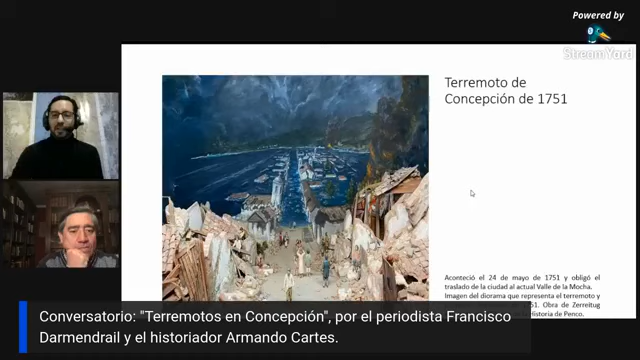 Powered by
StreamYard
Terremoto de
Concepción de 1751
Aconteció el 24 de mayo de 1751 y obligó el
traslado de la ciudad al actual Valle de la Mocha.
Imagen del diorama que representa el terremoto y
51. Obra de Zerreitug
la Historia de Penco.
Conversatorio: "Terremotos en Concepción", por el periodista Francisco
Darmendrail y el historiador Armando Cartes.